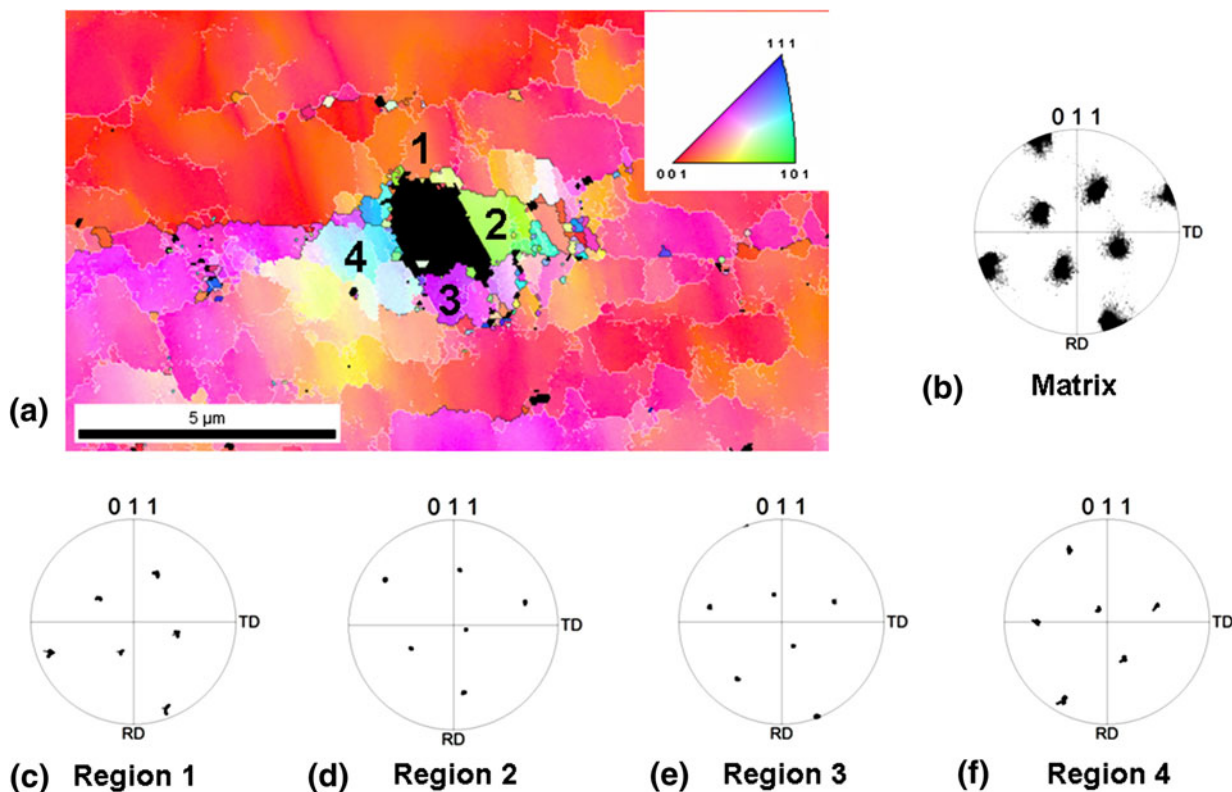 1 1 1
0 0 1
1 0 1
1
2
3
4
5 µm
(a)
0 1 1
TD
RD
(b) Matrix
0 1 1
TD
RD
(c) Region 1
0 1 1
TD
RD
(d) Region 2
0 1 1
TD
RD
(e) Region 3
0 1 1
TD
RD
(f) Region 4